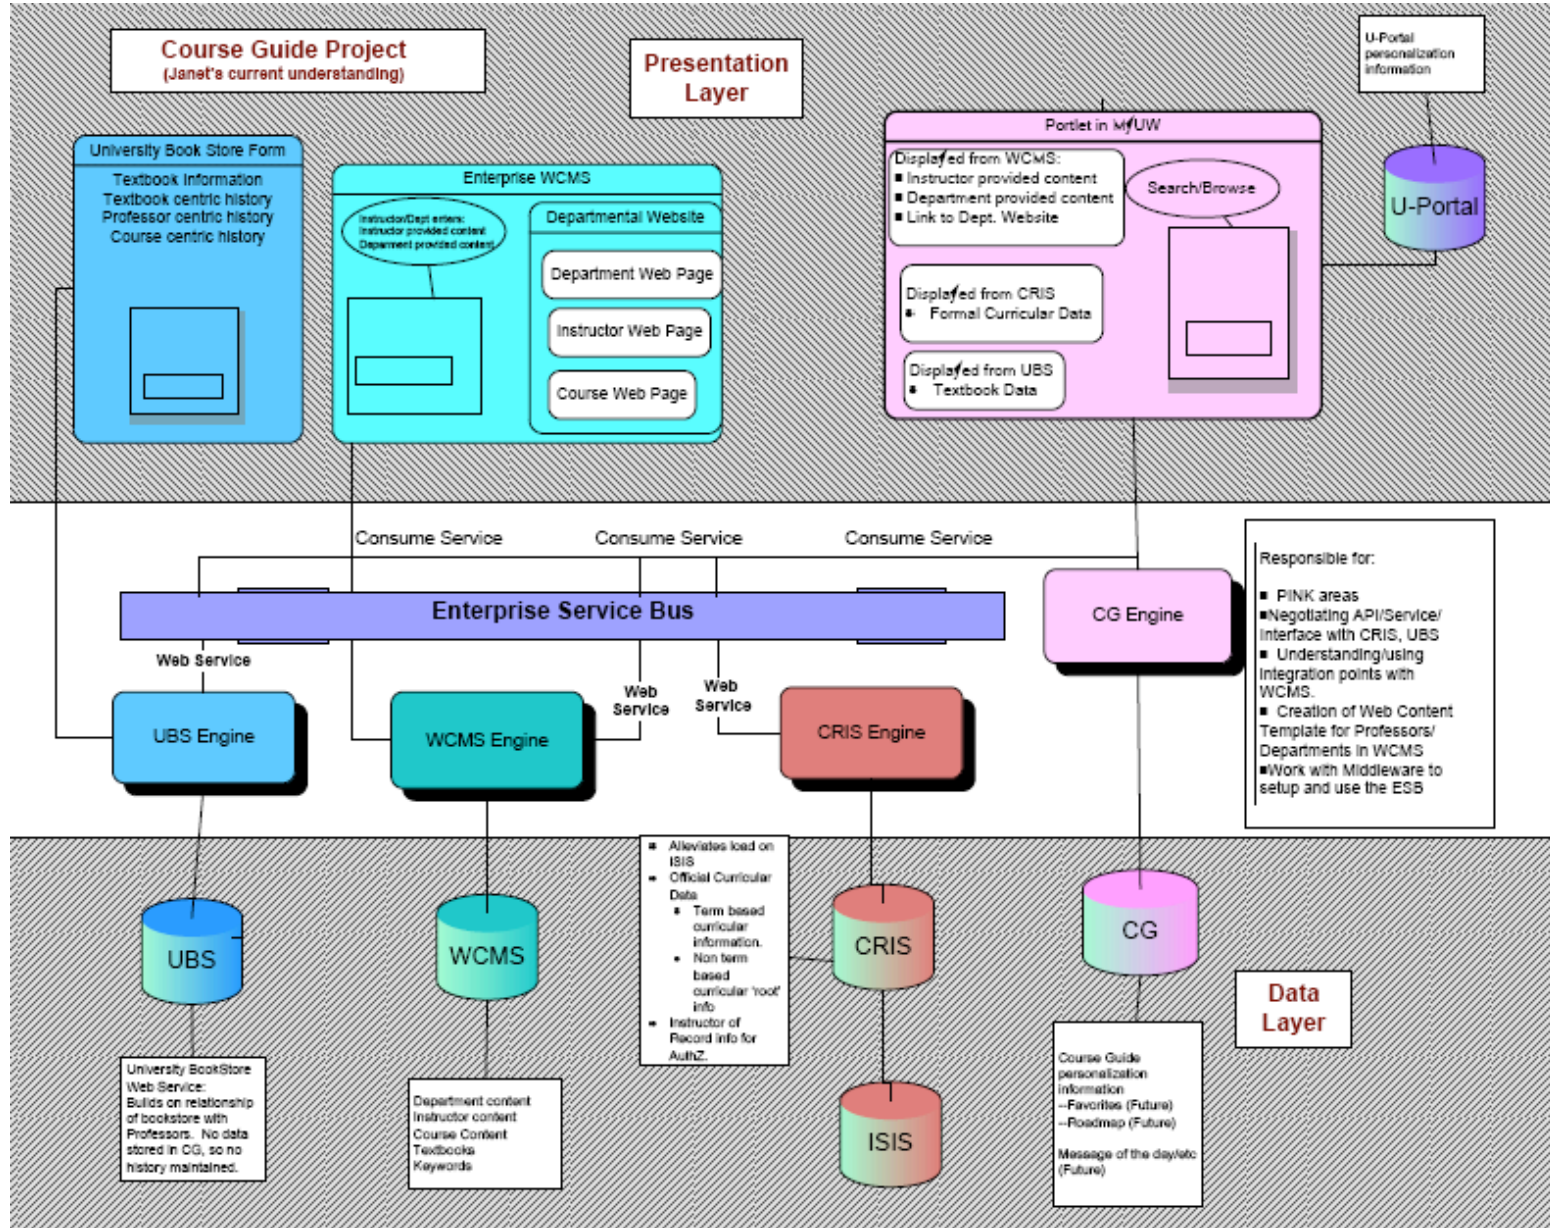 Course Guide Project
(Janet's current understanding)
Presentation
Layer
U-Portal
personalization
information
University Book Store Form
Textbook Information
Textbook centric history
Professor centric history
Course centric history
Enterprise WCMS
Instructor/Dept enters:
Instructor provided content
Department provided content
Departmental Website
Department Web Page
Instructor Web Page
Course Web Page
Portlet in MyUW
Displayed from WCMS:
■ Instructor provided content
■ Department provided content
■ Link to Dept. Website
Search/Browse
Displayed from CRIS
Formal Curricular Data
Displayed from UBS
Textbook Data
U-Portal
Consume Service
Consume Service
Consume Service
Enterprise Service Bus
Web Service
Web
Service
Web
Service
UBS Engine
WCMS Engine
CRIS Engine
CG Engine
Responsible for:
■ PINK areas
■Negotiating API/Service/
Interface with CRIS, UBS
■ Understanding/using
Integration points with
WCMS.
■ Creation of Web Content
Template for Professors/
Departments in WCMS
■Work with Middleware to
setup and use the ESB
Alleviates load on
ISIS
Official Curricular
Data
Term based
curricular
information.
Non term
based
curricular 'root'
info
Instructor of
Record info for
AuthZ.
UBS
WCMS
CRIS
CG
ISIS
Data
Layer
University BookStore
Web Service:
Builds on relationship
of bookstore with
Professors. No data
stored in CG, so no
history maintained.
Department content
Instructor content
Course Content
Textbooks
Keywords
Course Guide
personalization
information
--Favorites (Future)
--Roadmap (Future)
Message of the day/etc
(Future)